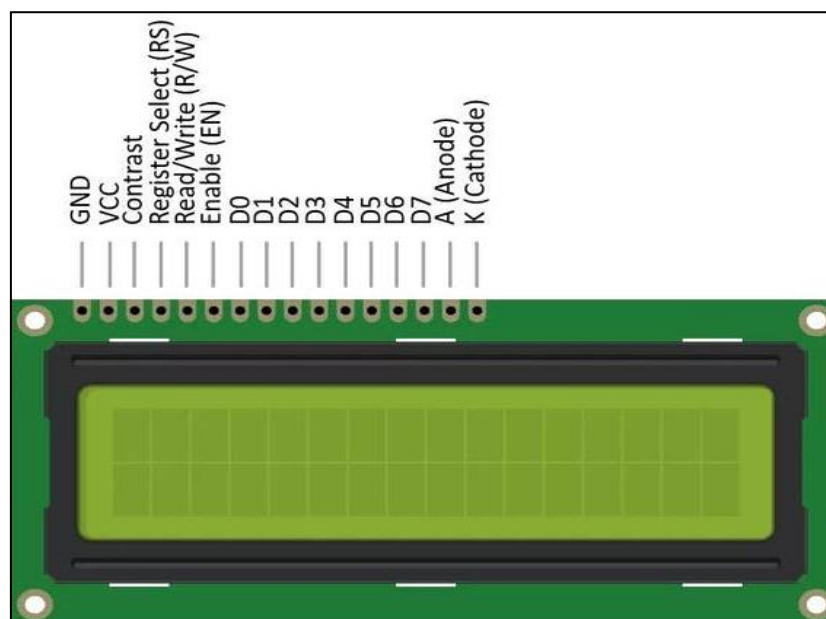 GND
VCC
Contrast
Register Select (RS)
Read/Write (R/W)
Enable (EN)
D0
D1
D2
D3
D4
D5
D6
D7
A (Anode)
K (Cathode)